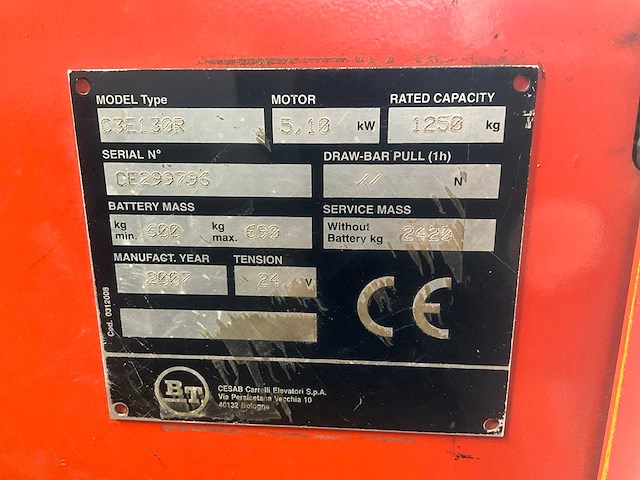 MODEL Type MOTOR RATED CAPACITY
C3E130R 5,10 kW 1250 kg
SERIAL N° DRAW-BAR PULL (1h)
CE299796 // N
BATTERY MASS SERVICE MASS
kg min. 600 kg max. 690 Without Battery kg 2420
MANUFACT. YEAR TENSION
2007 24 V
Cod. 0312008
CE
BT
CESAB Carrelli Elevatori S.p.A.
Via Persicetana Vecchia 10
40132 Bologna